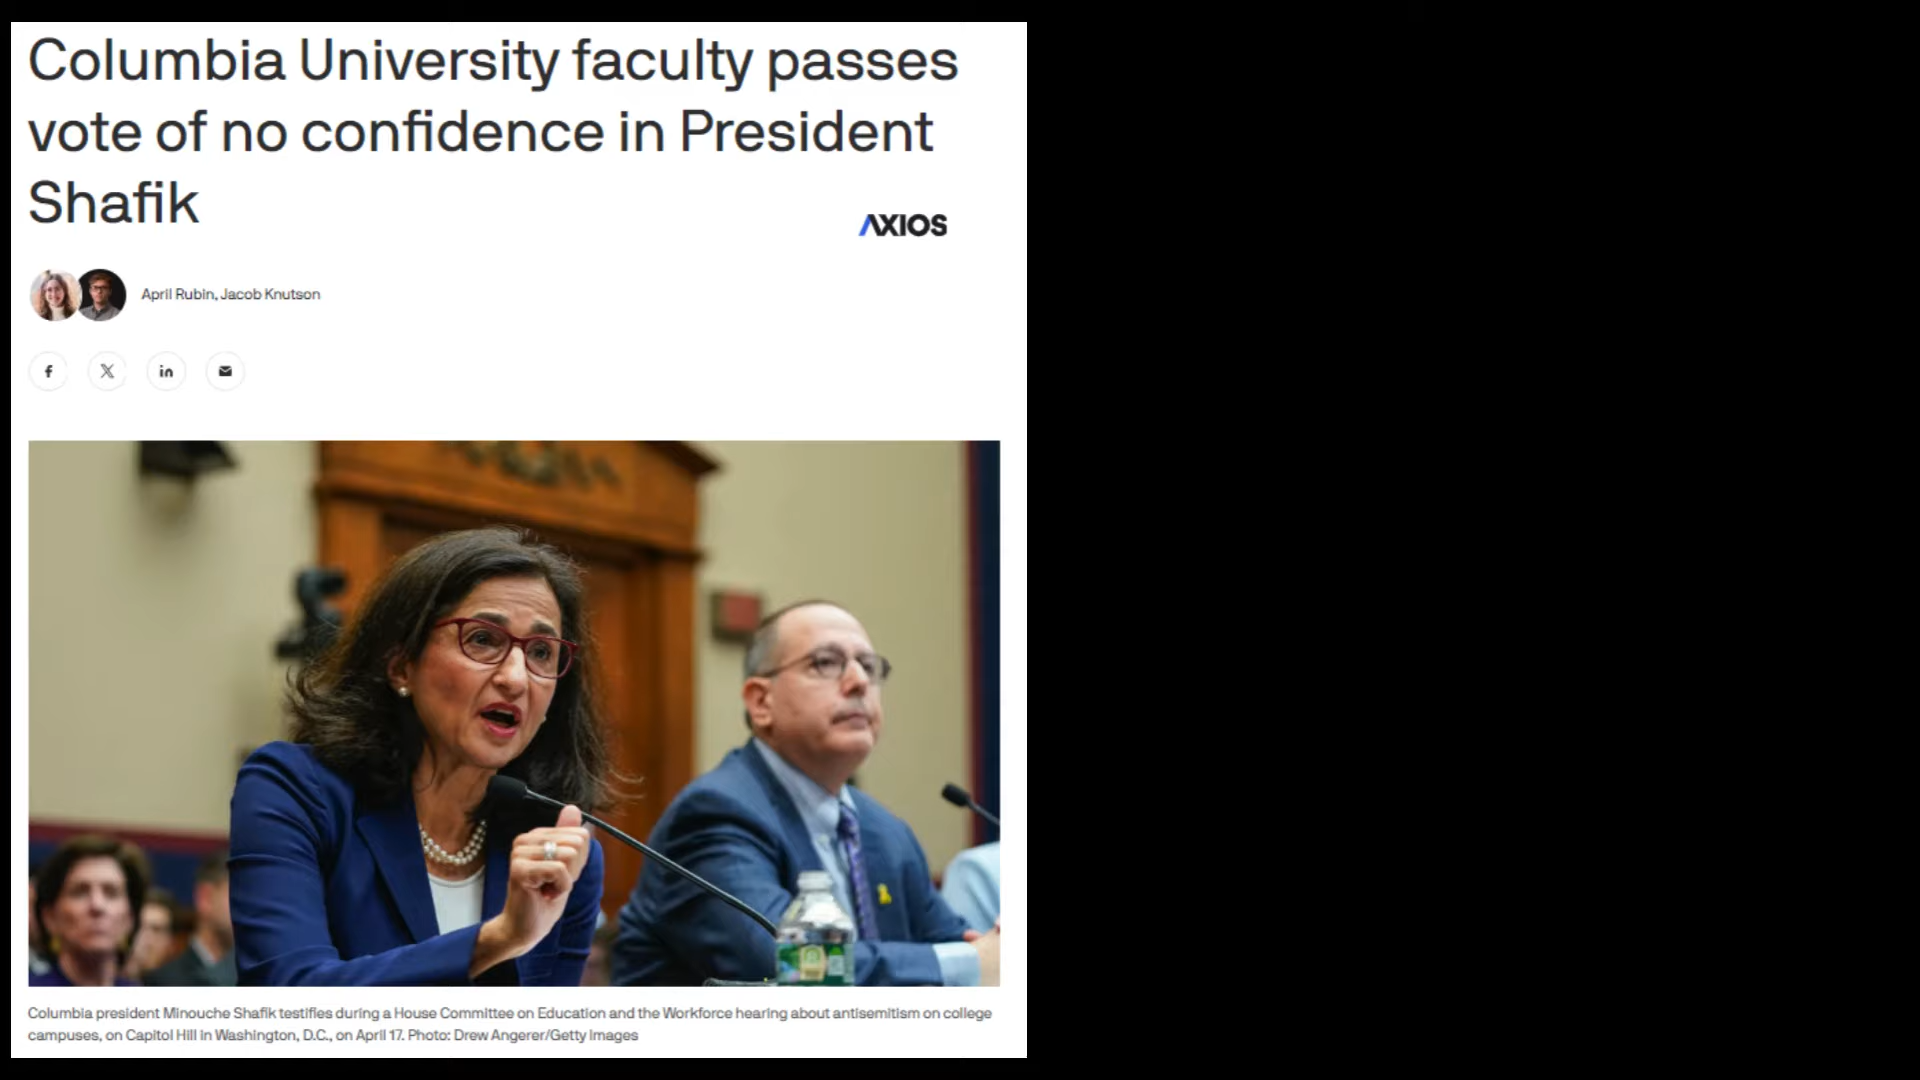 Columbia University faculty passes
vote of no confidence in President
Shafik
AXIOS
April Rubin, Jacob Knutson
Columbia president Minouche Shafik testifies during a House Committee on Education and the Workforce hearing about antisemitism on college
campuses, on Capitol Hill in Washington, D.C., on April 17. Photo: Drew Angerer/Getty Images